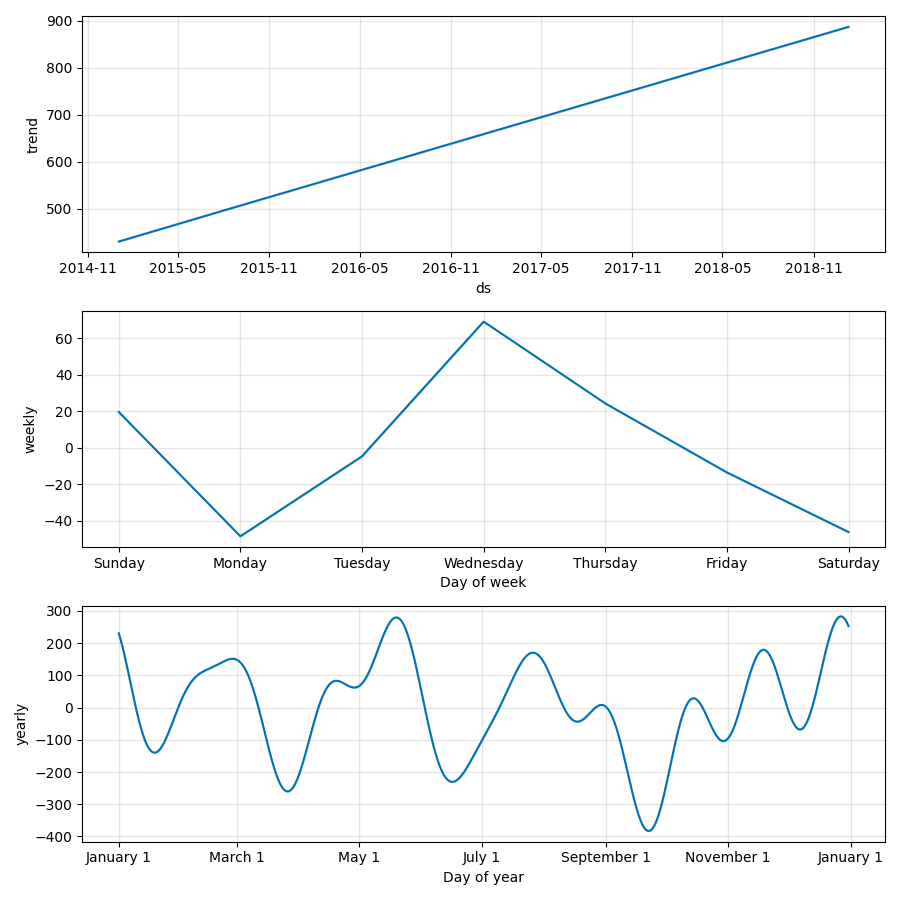 900
800
700
600
500
trend
2014-11 2015-05 2015-11 2016-05 2016-11 2017-05 2017-11 2018-05 2018-11
ds
60
40
20
0
−20
−40
weekly
Sunday Monday Tuesday Wednesday Thursday Friday Saturday
Day of week
300
200
100
0
−100
−200
−300
−400
yearly
January 1 March 1 May 1 July 1 September 1 November 1 January 1
Day of year